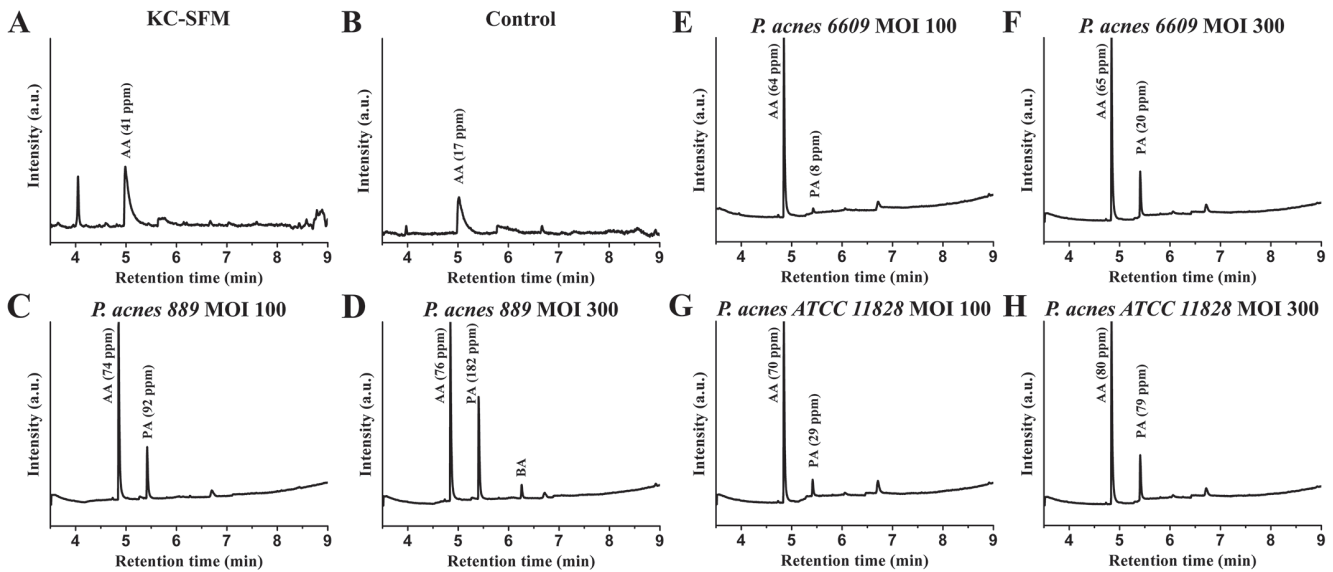 A
KC-SFM
Intensity (a.u.)
AA (41 ppm)
4 5 6 7 8 9
Retention time (min)
B
Control
Intensity (a.u.)
AA (17 ppm)
4 5 6 7 8 9
Retention time (min)
E
P. acnes 6609 MOI 100
Intensity (a.u.)
AA (64 ppm)
PA (8 ppm)
4 5 6 7 8 9
Retention time (min)
F
P. acnes 6609 MOI 300
Intensity (a.u.)
AA (65 ppm)
PA (20 ppm)
4 5 6 7 8 9
Retention time (min)
C
P. acnes 889 MOI 100
Intensity (a.u.)
AA (74 ppm)
PA (92 ppm)
4 5 6 7 8 9
Retention time (min)
D
P. acnes 889 MOI 300
Intensity (a.u.)
AA (76 ppm)
PA (182 ppm)
BA
4 5 6 7 8 9
Retention time (min)
G
P. acnes ATCC 11828 MOI 100
Intensity (a.u.)
AA (70 ppm)
PA (29 ppm)
4 5 6 7 8 9
Retention time (min)
H
P. acnes ATCC 11828 MOI 300
Intensity (a.u.)
AA (80 ppm)
PA (79 ppm)
4 5 6 7 8 9
Retention time (min)